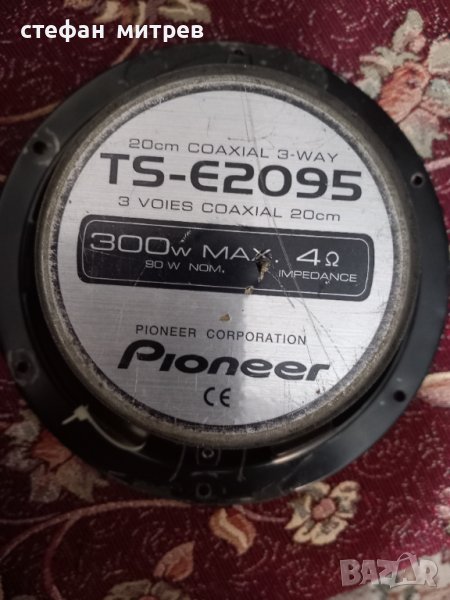 стефан митрев
20cm COAXIAL 3-WAY
TS-E2095
3 VOIES COAXIAL 20cm
300W MAX. 4Ω
90 W NOM. IMPEDANCE
PIONEER CORPORATION
Pioneer
CE
BAZAR